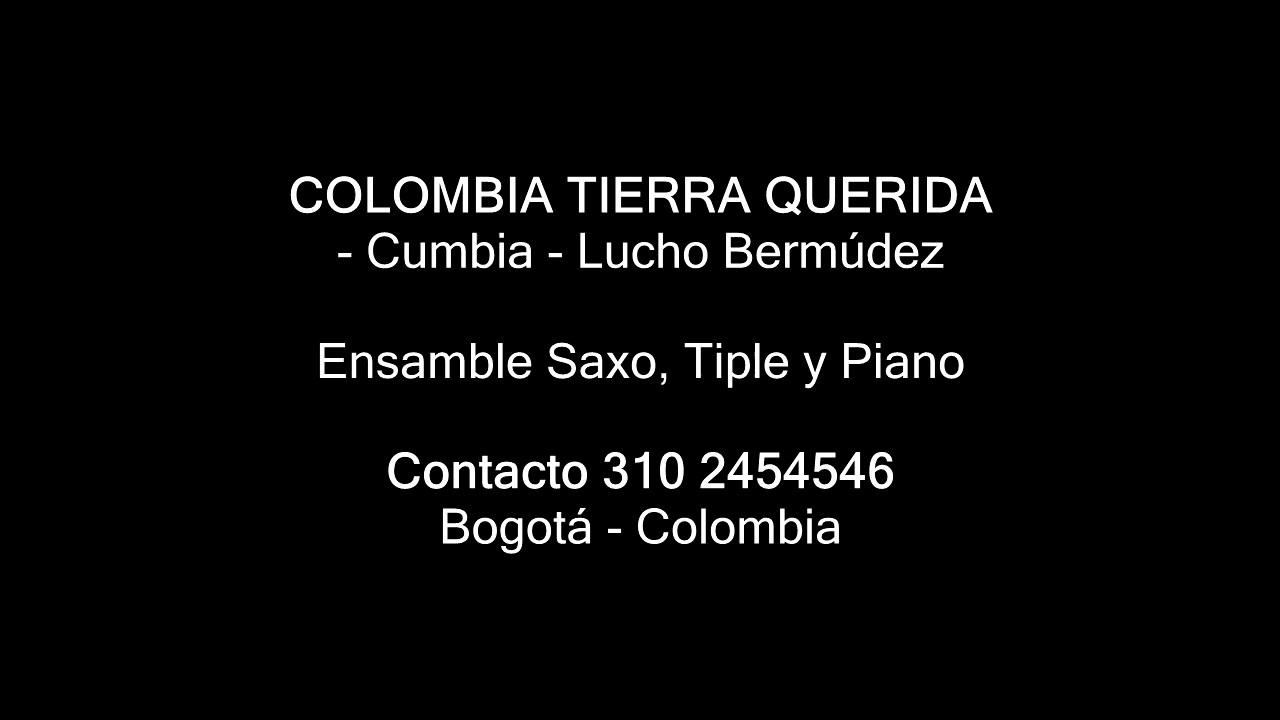 COLOMBIA TIERRA QUERIDA
- Cumbia - Lucho Bermúdez
Ensamble Saxo, Tiple y Piano
Contacto 310 2454546
Bogotá - Colombia